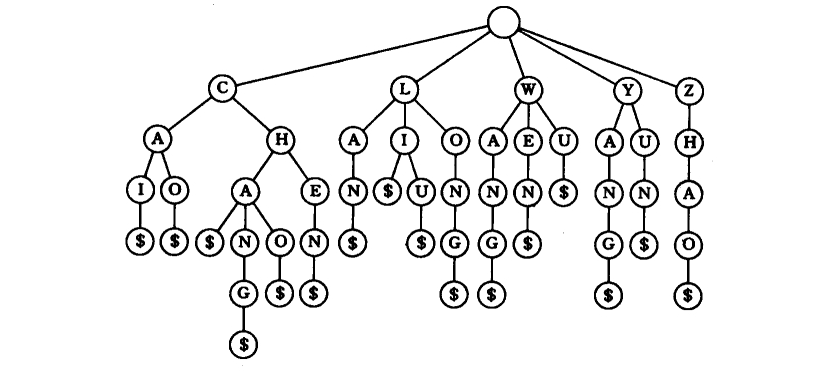 C L W Y Z
A H A I O A E U A U H
I O A E N $ U N N N $ N N A
$ $ $ N O N $ $ G G $ G $ O
G $ $ $ $ $ $
$